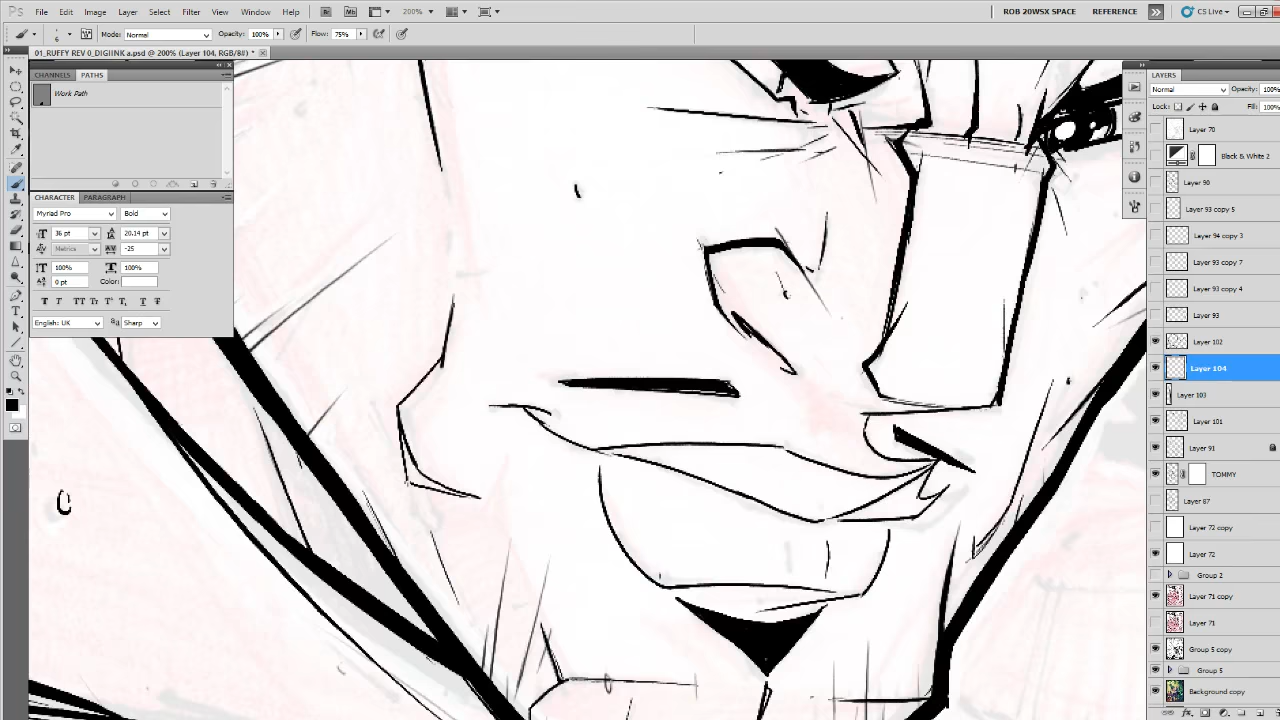 Ps File Edit Image Layer Select Filter View Window Help Br Mb 200% ROB 20WSX SPACE REFERENCE CS Live
6 Mode: Normal Opacity: 100% Flow: 75%
01_RUFFY REV 0_DIGIINK a.psd @ 200% (Layer 104, RGB/8#) *
CHANNELS PATHS
Work Path
CHARACTER PARAGRAPH
Myriad Pro Bold
36 pt 20.14 pt
Metrics -25
100% 100%
0 pt Color:
English: UK Sharp
LAYERS
Normal Opacity: 100%
Lock: Fill: 100%
Layer 70
Black & White 2
Layer 90
Layer 93 copy 5
Layer 94 copy 3
Layer 93 copy 7
Layer 93 copy 4
Layer 93
Layer 102
Layer 104
Layer 103
Layer 101
Layer 91
TOMMY
Layer 87
Layer 72 copy
Layer 72
Group 2
Layer 71 copy
Layer 71
Group 5 copy
Group 5
Background copy